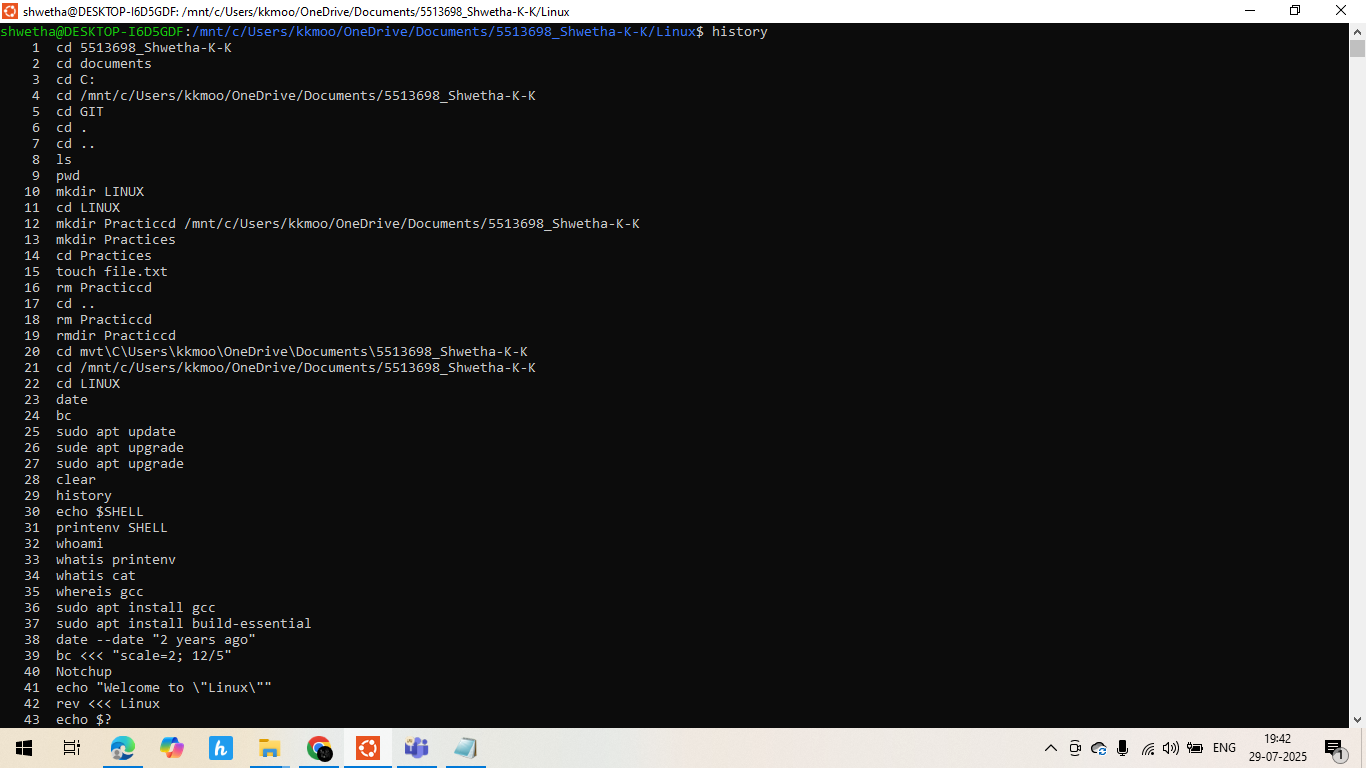 shwetha@DESKTOP-I6D5GDF: /mnt/c/Users/kkmoo/OneDrive/Documents/5513698_Shwetha-K-K/Linux
shwetha@DESKTOP-I6D5GDF:/mnt/c/Users/kkmoo/OneDrive/Documents/5513698_Shwetha-K-K/Linux$ history
1 cd 5513698_Shwetha-K-K
2 cd documents
3 cd C:
4 cd /mnt/c/Users/kkmoo/OneDrive/Documents/5513698_Shwetha-K-K
5 cd GIT
6 cd .
7 cd ..
8 ls
9 pwd
10 mkdir LINUX
11 cd LINUX
12 mkdir Practiccd /mnt/c/Users/kkmoo/OneDrive/Documents/5513698_Shwetha-K-K
13 mkdir Practices
14 cd Practices
15 touch file.txt
16 rm Practiccd
17 cd ..
18 rm Practiccd
19 rmdir Practiccd
20 cd mvt\C\Users\kkmoo\OneDrive\Documents\5513698_Shwetha-K-K
21 cd /mnt/c/Users/kkmoo/OneDrive/Documents/5513698_Shwetha-K-K
22 cd LINUX
23 date
24 bc
25 sudo apt update
26 sude apt upgrade
27 sudo apt upgrade
28 clear
29 history
30 echo $SHELL
31 printenv SHELL
32 whoami
33 whatis printenv
34 whatis cat
35 whereis gcc
36 sudo apt install gcc
37 sudo apt install build-essential
38 date --date "2 years ago"
39 bc <<< "scale=2; 12/5"
40 Notchup
41 echo "Welcome to \"Linux\""
42 rev <<< Linux
43 echo $?
h
ENG
19:42
29-07-2025
1